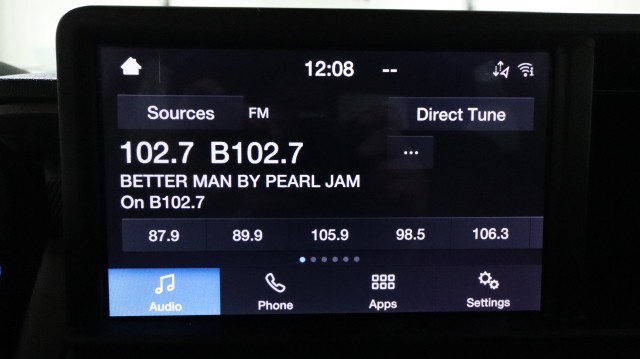 12:08 --
Sources FM Direct Tune
102.7 B102.7 ...
BETTER MAN BY PEARL JAM
On B102.7
87.9 89.9 105.9 98.5 106.3
Audio Phone Apps Settings